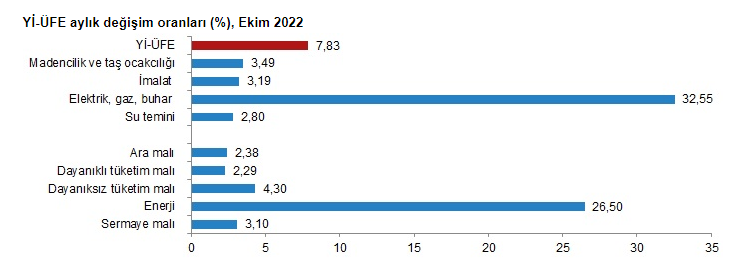 Yİ-ÜFE aylık değişim oranları (%), Ekim 2022
Yİ-ÜFE 7,83
Madencilik ve taş ocakcılığı 3,49
İmalat 3,19
Elektrik, gaz, buhar 32,55
Su temini 2,80
Ara malı 2,38
Dayanıklı tüketim malı 2,29
Dayanıksız tüketim malı 4,30
Enerji 26,50
Sermaye malı 3,10
0 5 10 15 20 25 30 35